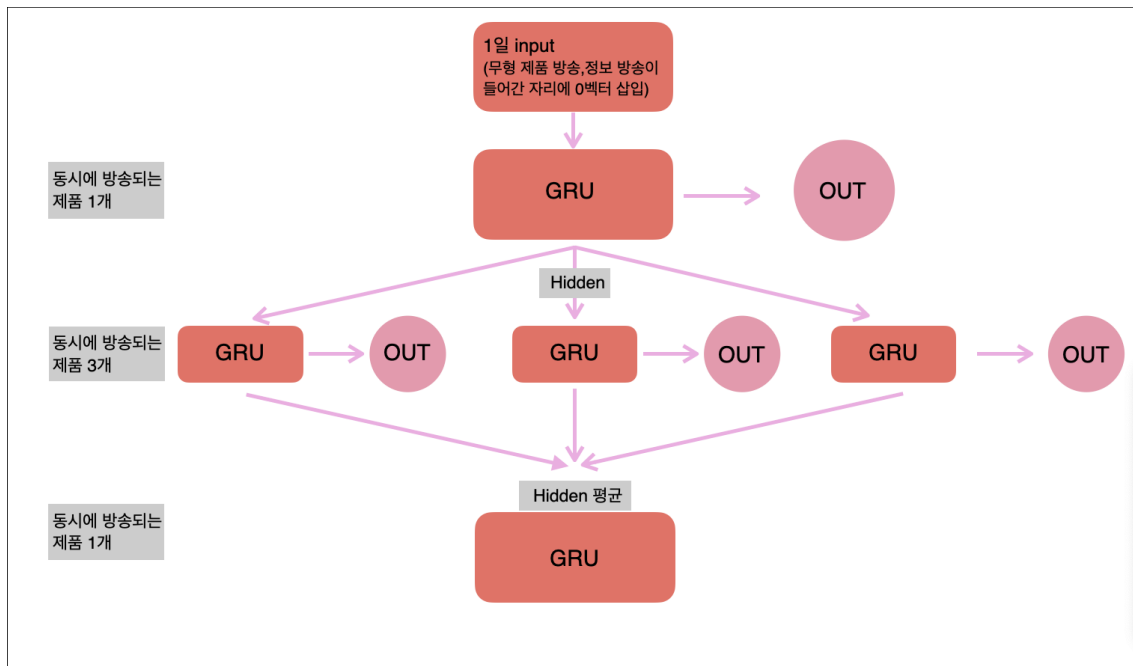 1일 input
(무형 제품 방송,정보 방송이
들어간 자리에 0벡터 삽입)
동시에 방송되는
제품 1개
GRU
OUT
Hidden
동시에 방송되는
제품 3개
GRU
OUT
GRU
OUT
GRU
OUT
Hidden 평균
동시에 방송되는
제품 1개
GRU